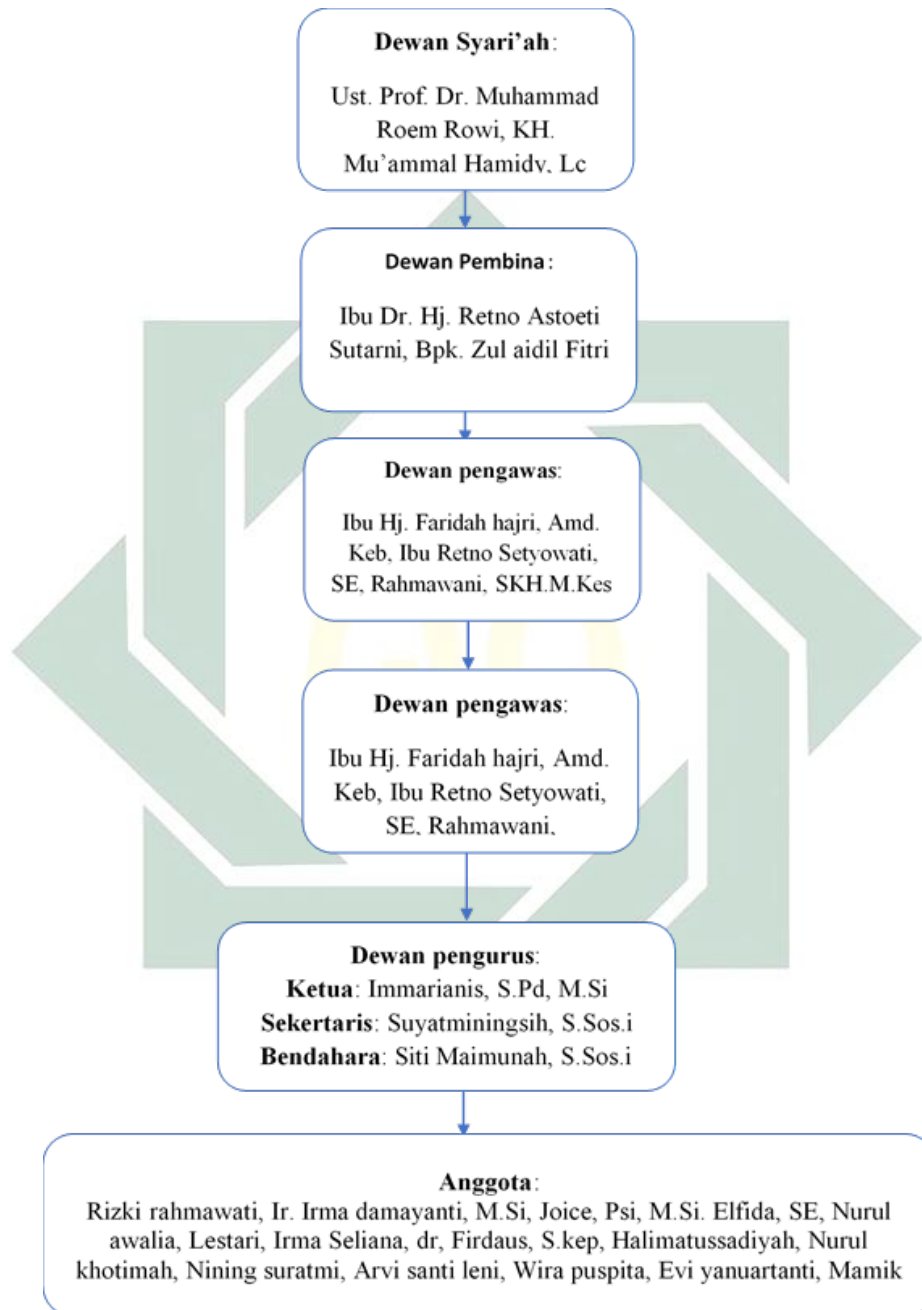 Dewan Syari’ah:
Ust. Prof. Dr. Muhammad
Roem Rowi, KH.
Mu’ammal Hamidy, Lc
Dewan Pembina:
Ibu Dr. Hj. Retno Astoeti
Sutarni, Bpk. Zul aidil Fitri
Dewan pengawas:
Ibu Hj. Faridah hajri, Amd.
Keb, Ibu Retno Setyowati,
SE, Rahmawani, SKH.M.Kes
Dewan pengawas:
Ibu Hj. Faridah hajri, Amd.
Keb, Ibu Retno Setyowati,
SE, Rahmawani,
Dewan pengurus:
Ketua: Immarianis, S.Pd, M.Si
Sekertaris: Suyatminingsih, S.Sos.i
Bendahara: Siti Maimunah, S.Sos.i
Anggota:
Rizki rahmawati, Ir. Irma damayanti, M.Si, Joice, Psi, M.Si. Elfida, SE, Nurul
awalia, Lestari, Irma Seliana, dr, Firdaus, S.kep, Halimatussadiyah, Nurul
khotimah, Nining suratmi, Arvi santi leni, Wira puspita, Evi yanuartanti, Mamik